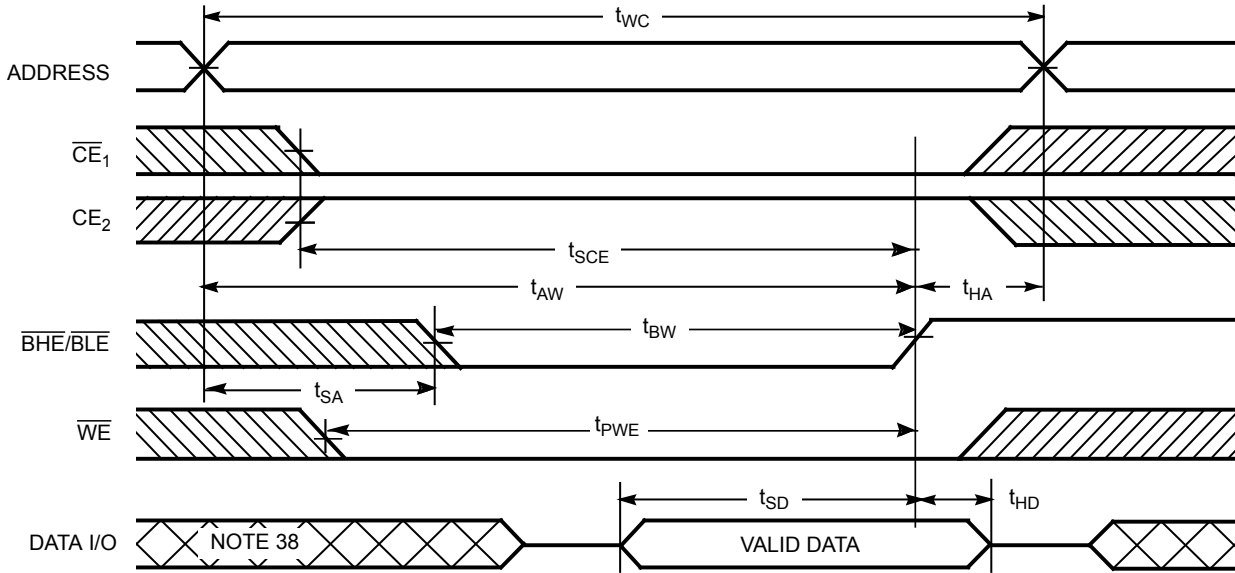 tWC
ADDRESS
CE1
CE2
tSCE
tAW
tHA
BHE/BLE
tBW
tSA
WE
tPWE
tSD
tHD
DATA I/O
NOTE 38
VALID DATA